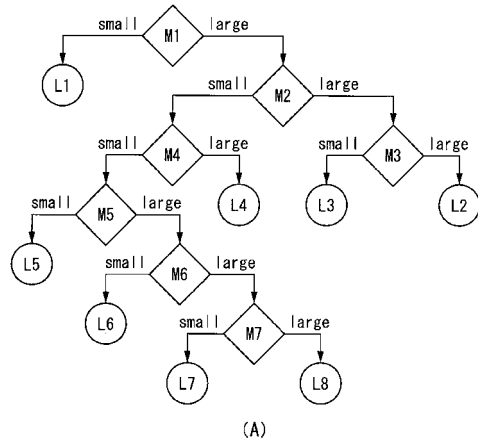 small M1 large
L1
small M2 large
small M4 large
small M3 large
small M5 large
L4
L3
L2
L5
small M6 large
L6
small M7 large
L7
L8
(A)